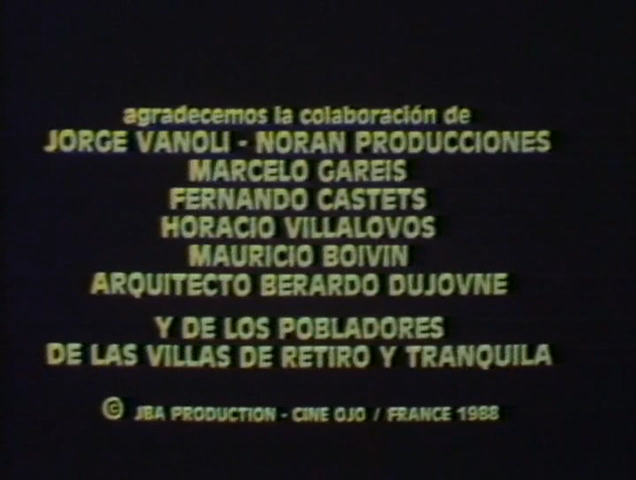 agradecemos la colaboración de
JORGE VANOLI - NORAN PRODUCCIONES
MARCELO GAREIS
FERNANDO CASTETS
HORACIO VILLALOVOS
MAURICIO BOIVIN
ARQUITECTO BERARDO DUJOVNE
Y DE LOS POBLADORES
DE LAS VILLAS DE RETIRO Y TRANQUILA
© JBA PRODUCTION - CINE OJO / FRANCE 1988